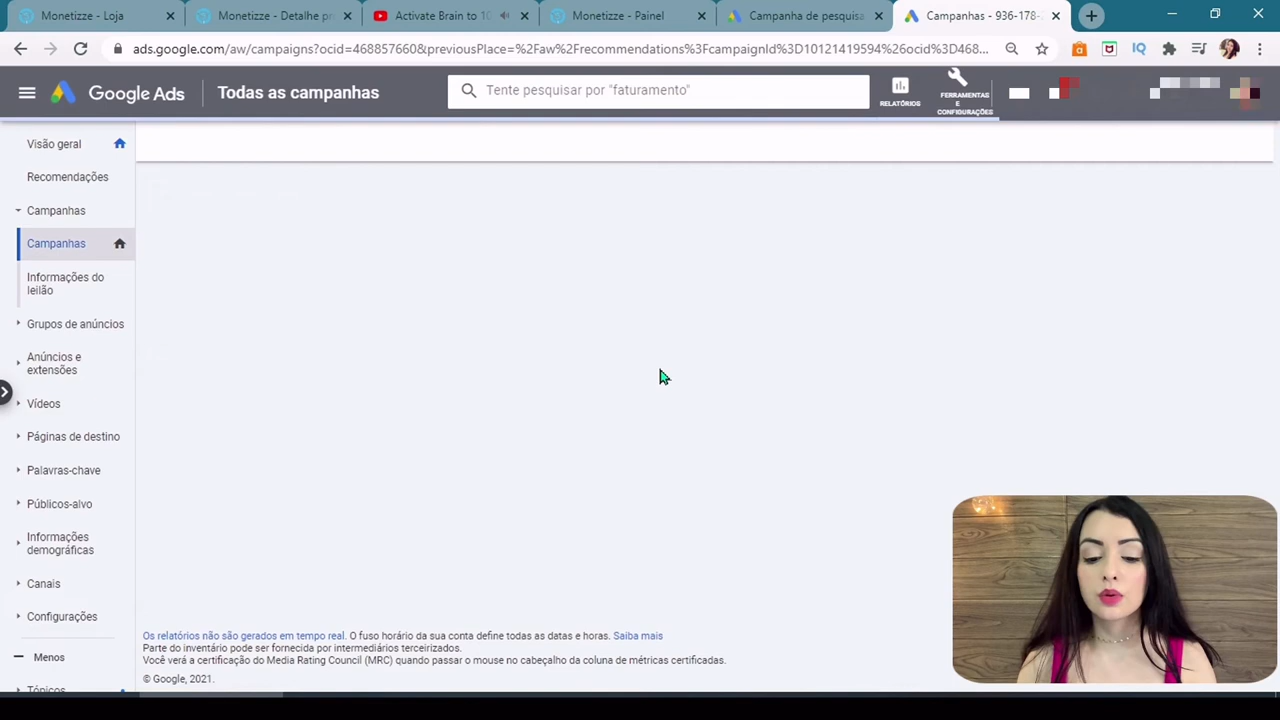 Monetizze - Loja
Monetizze - Detalhe pr
Activate Brain to 10
Monetizze - Painel
Campanha de pesquisa
Campanhas - 936-178-
ads.google.com/aw/campaigns?ocid=468857660&previousPlace=%2Faw%2Frecommendations%3FcampaignId%3D10121419594%26ocid%3D468...
IQ
Google Ads
Todas as campanhas
Tente pesquisar por "faturamento"
RELATÓRIOS
FERRAMENTAS
E
CONFIGURAÇÕES
Visão geral
Recomendações
Campanhas
Campanhas
Informações do
leilão
Grupos de anúncios
Anúncios e
extensões
Vídeos
Páginas de destino
Palavras-chave
Públicos-alvo
Informações
demográficas
Canais
Configurações
Menos
Tópicos
Os relatórios não são gerados em tempo real. O fuso horário da sua conta define todas as datas e horas. Saiba mais
Parte do inventário pode ser fornecida por intermediários terceirizados.
Você verá a certificação do Media Rating Council (MRC) quando passar o mouse no cabeçalho da coluna de métricas certificadas.
© Google, 2021.